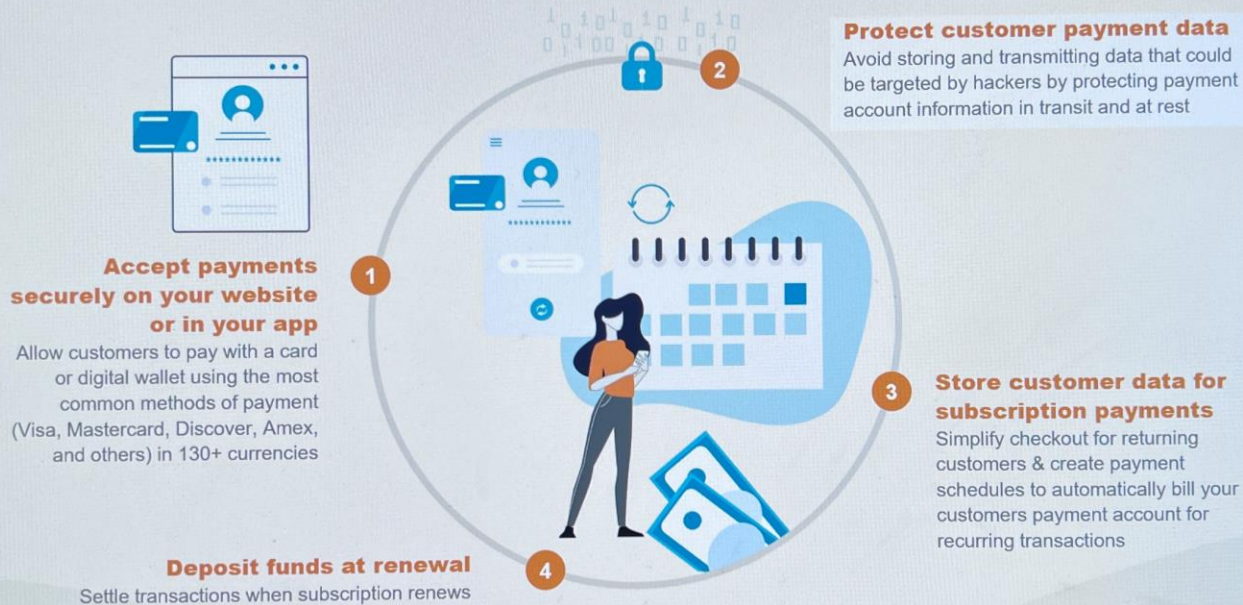 Accept payments
securely on your website
or in your app
Allow customers to pay with a card
or digital wallet using the most
common methods of payment
(Visa, Mastercard, Discover, Amex,
and others) in 130+ currencies
1
2
Protect customer payment data
Avoid storing and transmitting data that could
be targeted by hackers by protecting payment
account information in transit and at rest
3
Store customer data for
subscription payments
Simplify checkout for returning
customers & create payment
schedules to automatically bill your
customers payment account for
recurring transactions
4
Deposit funds at renewal
Settle transactions when subscription renews